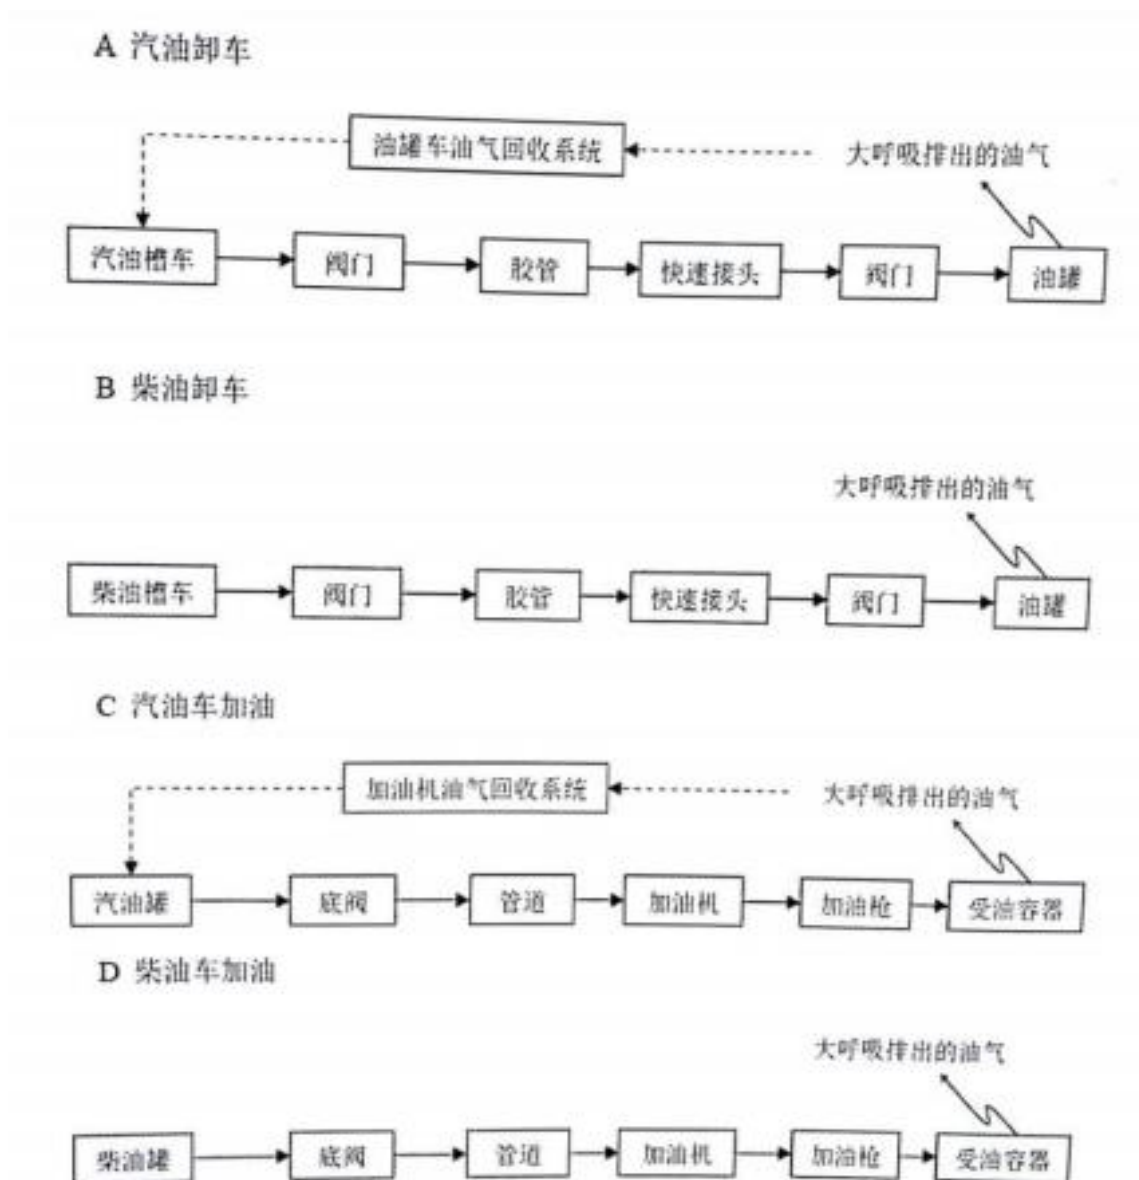 A 汽油卸车
油罐车油气回收系统 大呼吸排出的油气
汽油槽车 阀门 胶管 快速接头 阀门 油罐
B 柴油卸车
大呼吸排出的油气
柴油槽车 阀门 胶管 快速接头 阀门 油罐
C 汽油车加油
加油机油气回收系统 大呼吸排出的油气
汽油罐 底阀 管道 加油机 加油枪 受油容器
D 柴油车加油
大呼吸排出的油气
柴油罐 底阀 管道 加油机 加油枪 受油容器